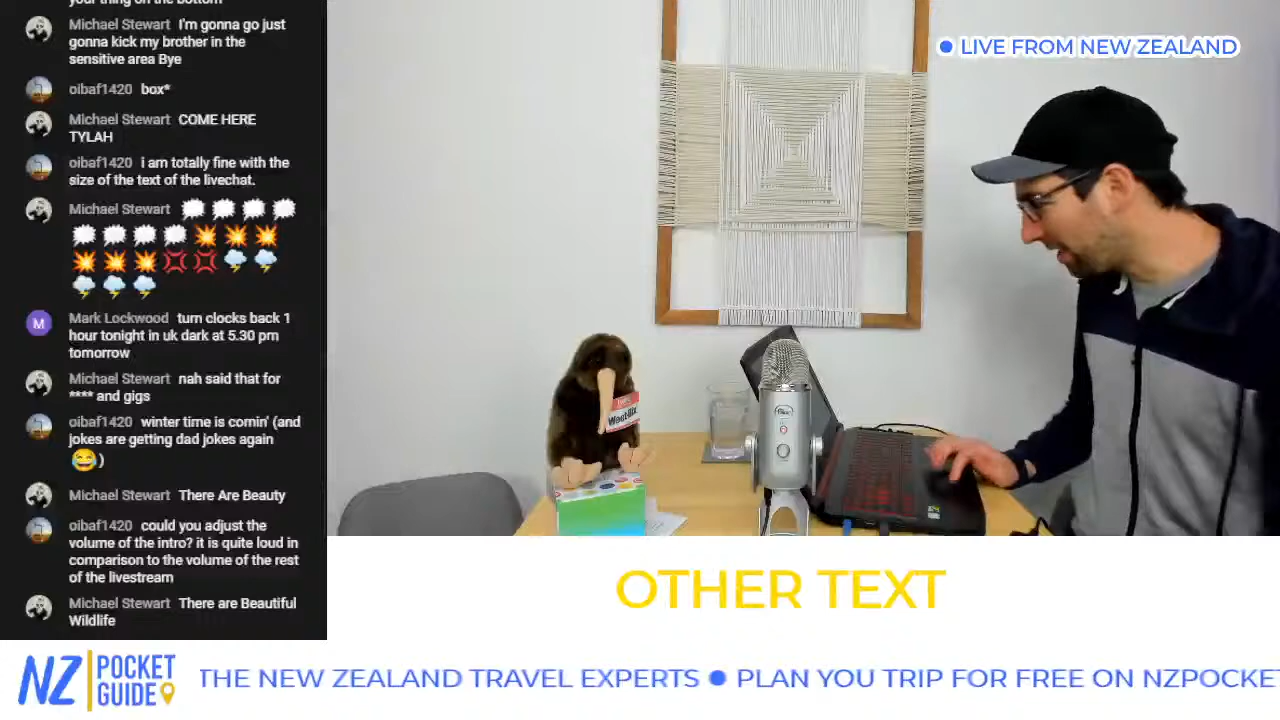 Michael Stewart I'm gonna go just
gonna kick my brother in the
sensitive area Bye
oibaf1420 box*
Michael Stewart COME HERE
TYLAH
oibaf1420 i am totally fine with the
size of the text of the livechat.
Michael Stewart
M Mark Lockwood turn clocks back 1
hour tonight in uk dark at 5.30 pm
tomorrow
Michael Stewart nah said that for
**** and gigs
oibaf1420 winter time is comin' (and
jokes are getting dad jokes again
😂)
Michael Stewart There Are Beauty
oibaf1420 could you adjust the
volume of the intro? it is quite loud in
comparison to the volume of the rest
of the livestream
Michael Stewart There are Beautiful
Wildlife
LIVE FROM NEW ZEALAND
Weet-Bix
OTHER TEXT
NZ POCKET
GUIDE
THE NEW ZEALAND TRAVEL EXPERTS ● PLAN YOU TRIP FOR FREE ON NZPOCKET